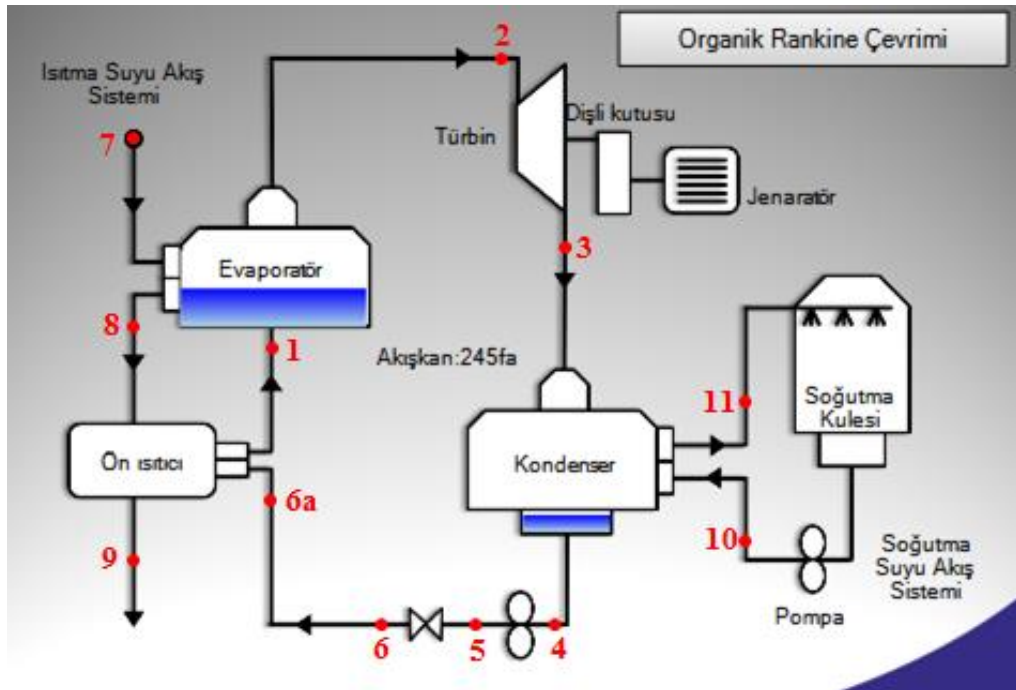 Organik Rankine Çevrimi
2
Isıtma Suyu Akış
Sistemi
7
Türbin
Dişli kutusu
Jenaratör
3
Evaporatör
8
1
Akışkan:245fa
11
Soğutma
Kulesi
Ön ısıtıcı
Kondenser
6a
9
10
Soğutma
Suyu Akış
Sistemi
Pompa
6
5
4